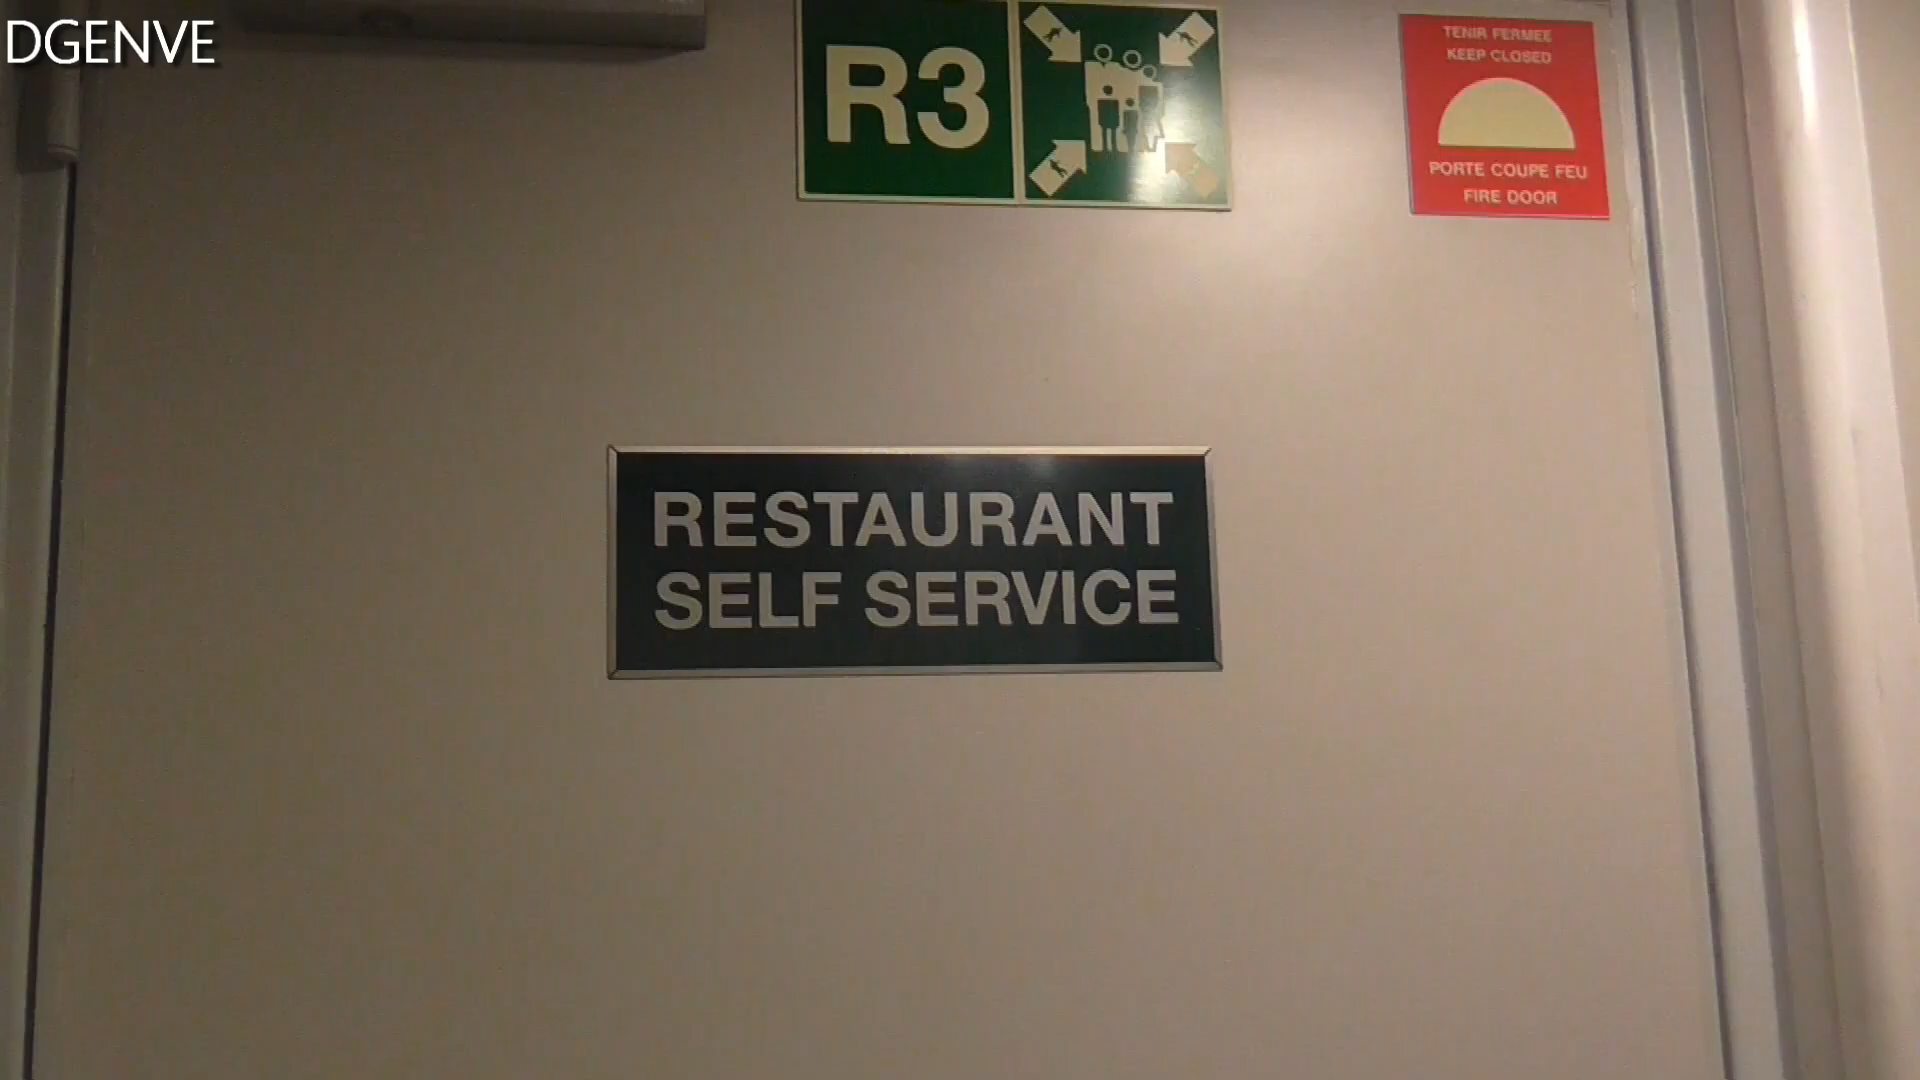 DGENVE
R3
TENIR FERMEE
KEEP CLOSED
PORTE COUPE FEU
FIRE DOOR
RESTAURANT
SELF SERVICE